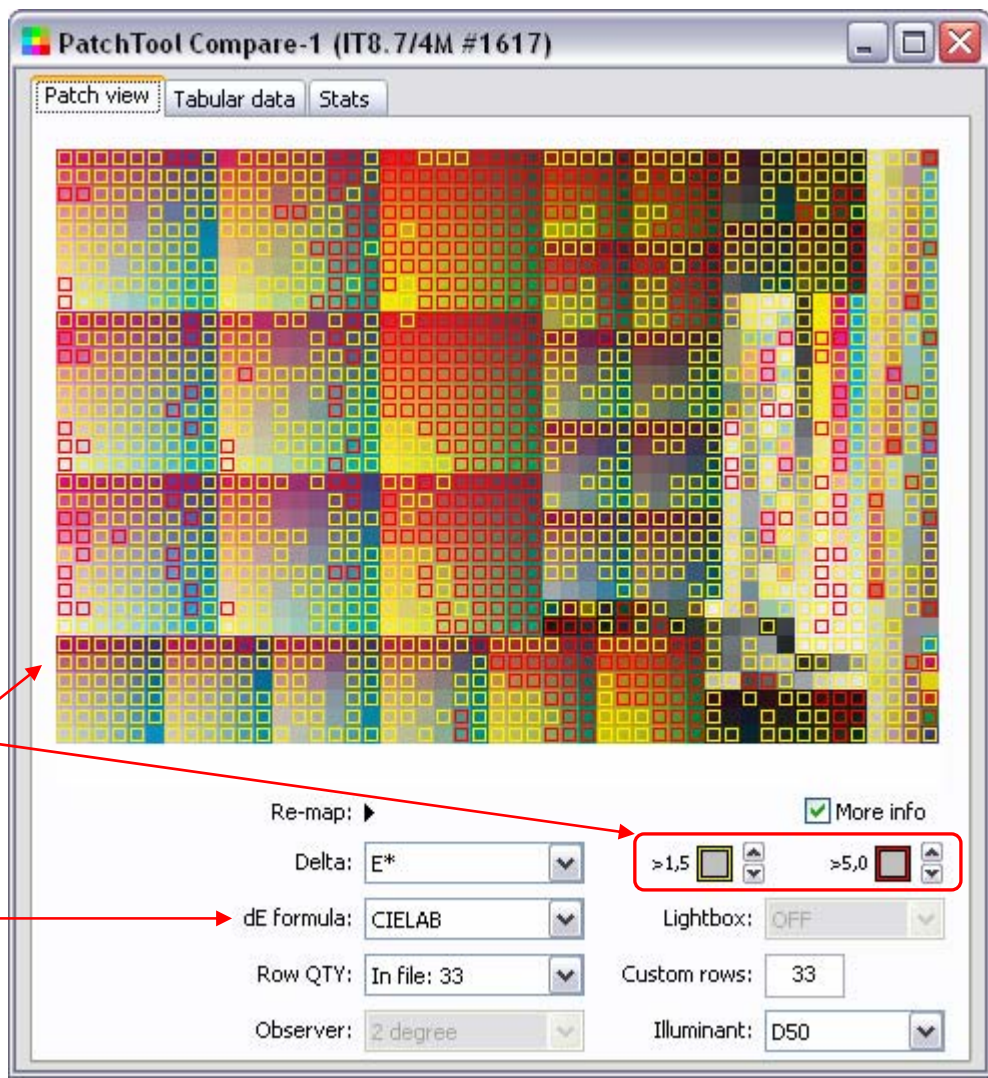 PatchTool Compare-1 (IT8.7/4M #1617)
Patch view Tabular data Stats
Re-map: More info
Delta: E* >1,5 >5,0
dE formula: CIELAB Lightbox: OFF
Row QTY: In file: 33 Custom rows: 33
Observer: 2 degree Illuminant: D50